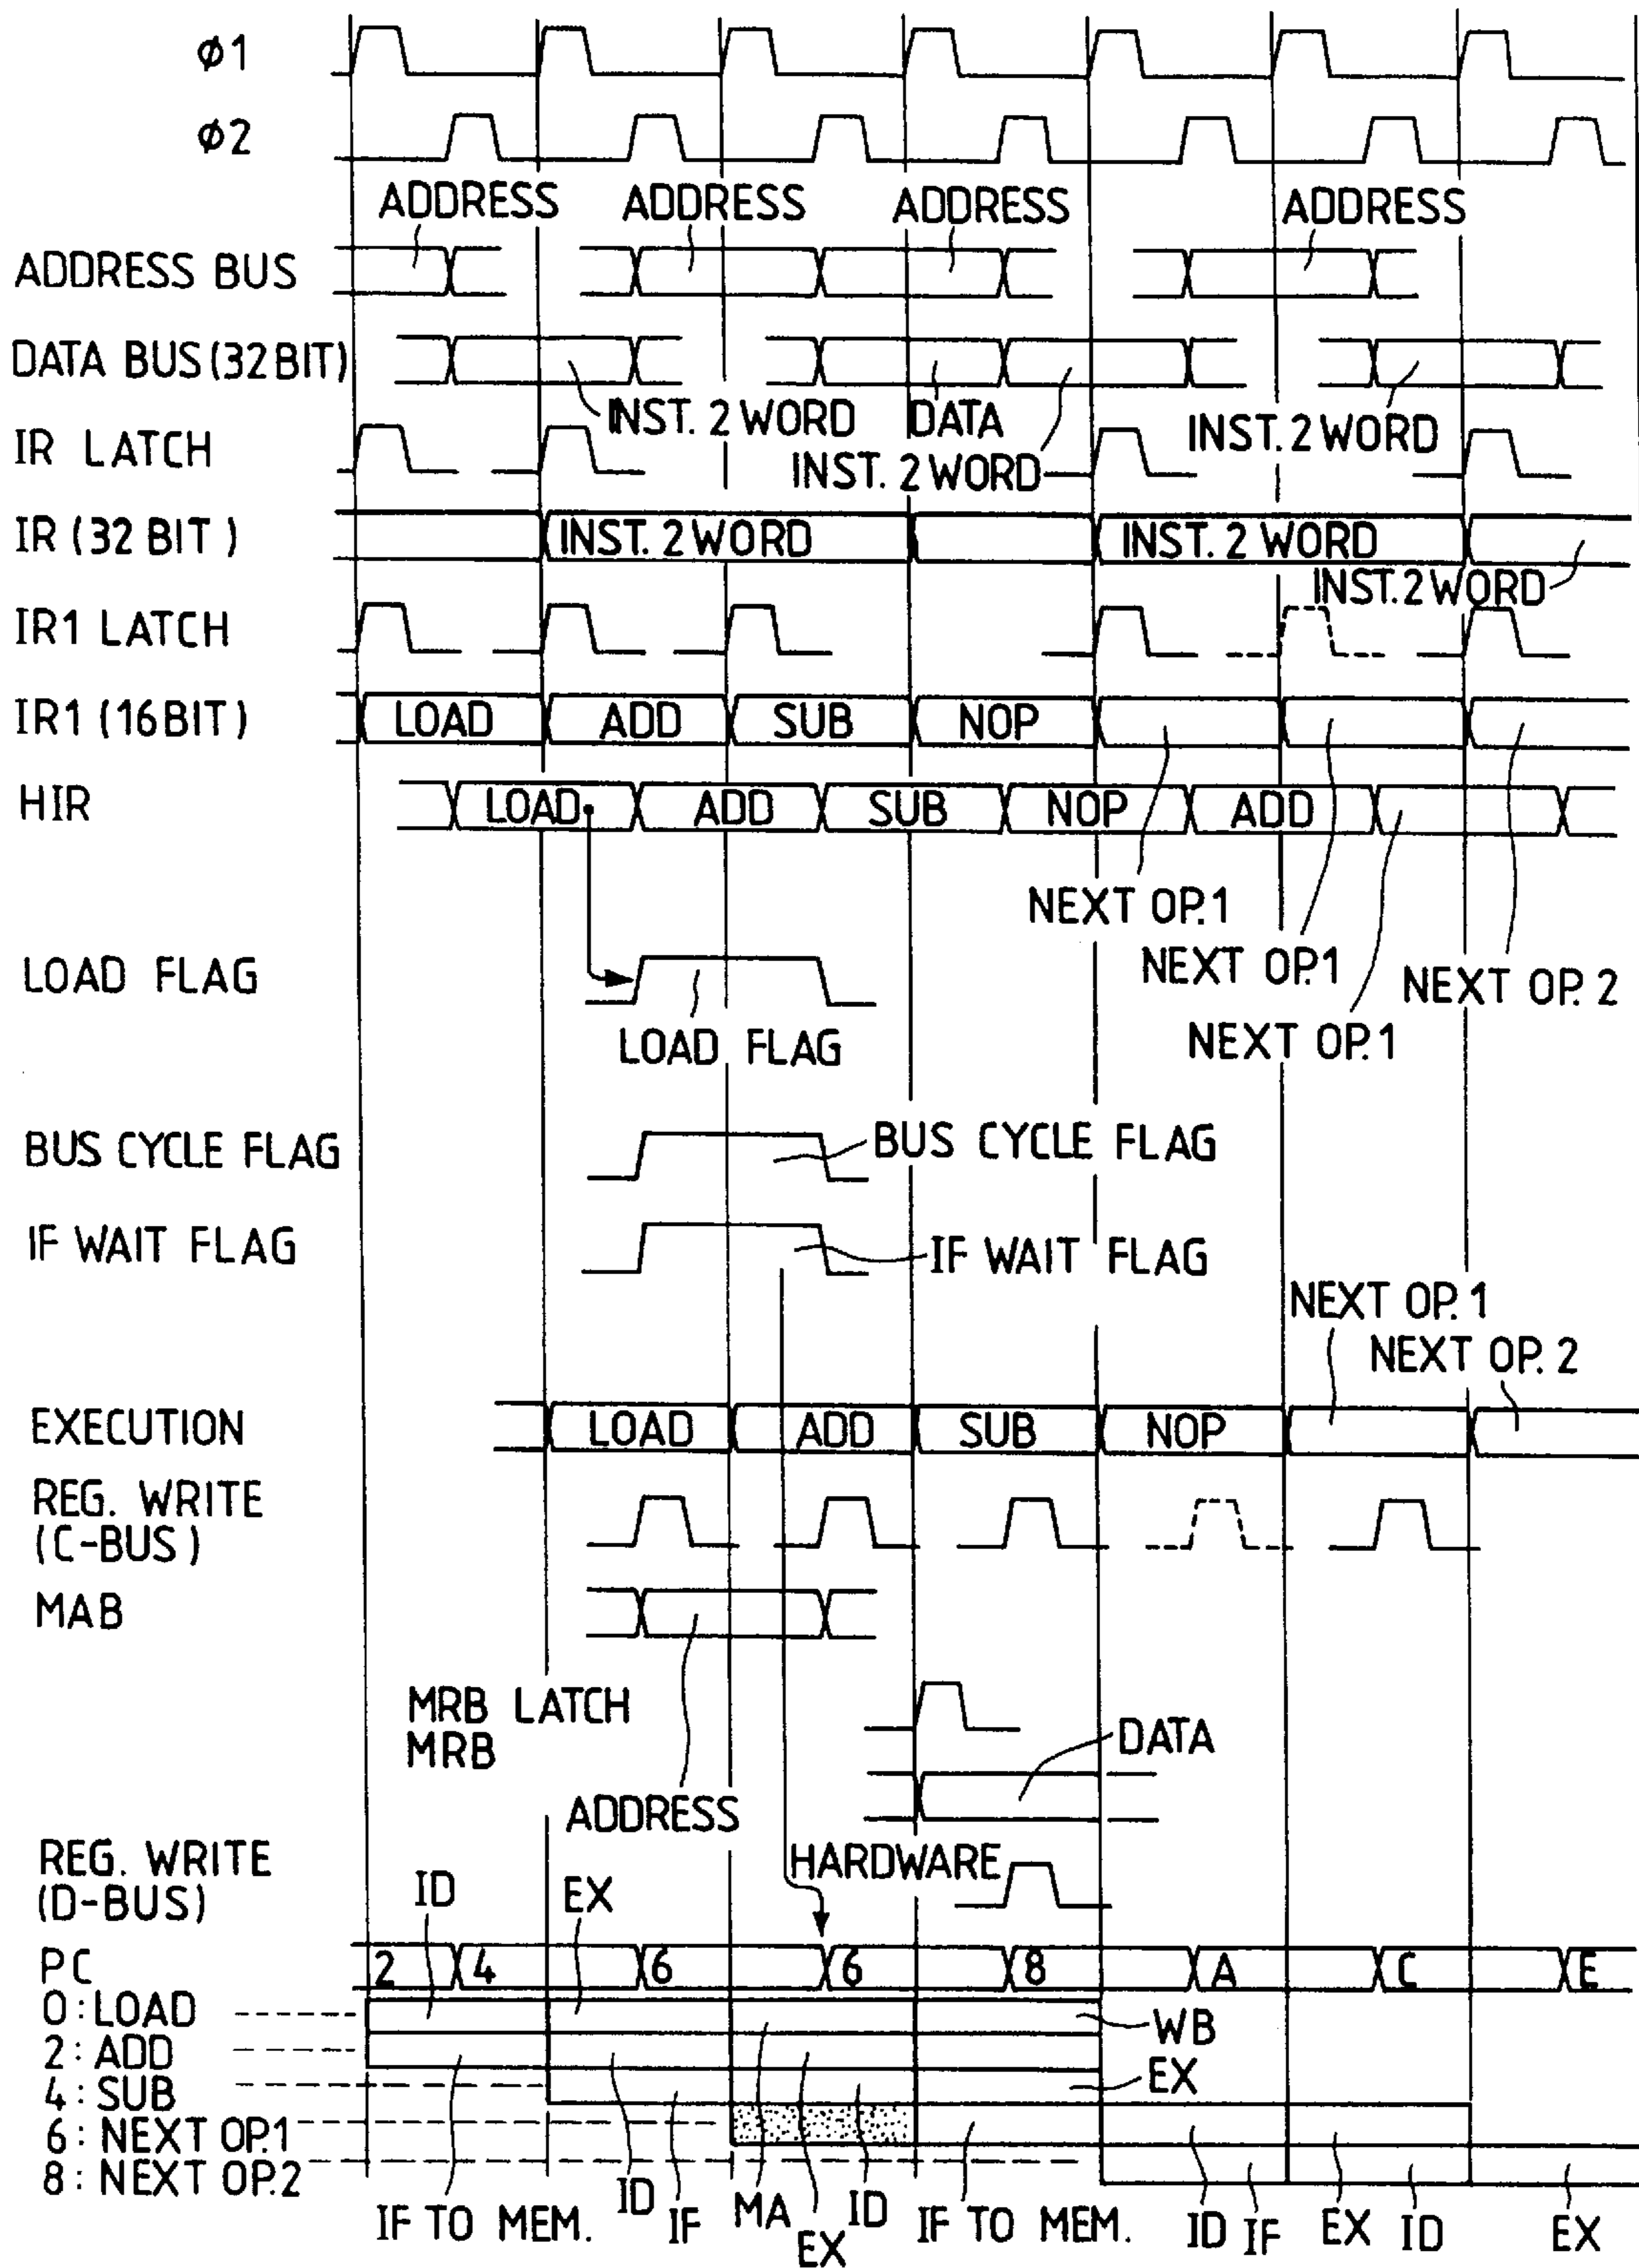 ø1
ø2
ADDRESS ADDRESS ADDRESS ADDRESS
ADDRESS BUS
DATA BUS (32BIT)
INST. 2 WORD DATA INST. 2 WORD
INST. 2 WORD
IR LATCH
IR (32 BIT) INST. 2 WORD INST. 2 WORD
INST. 2 WORD
IR1 LATCH
IR1 (16BIT) LOAD ADD SUB NOP
HIR LOAD ADD SUB NOP ADD
NEXT OP.1
NEXT OP.1
NEXT OP. 2
NEXT OP.1
LOAD FLAG
LOAD FLAG
BUS CYCLE FLAG BUS CYCLE FLAG
IF WAIT FLAG IF WAIT FLAG
NEXT OP. 1
NEXT OP. 2
EXECUTION LOAD ADD SUB NOP
REG. WRITE
(C-BUS)
MAB
MRB LATCH
MRB
DATA
ADDRESS
HARDWARE
REG. WRITE
(D-BUS)
ID EX
PC 2 4 6 6 8 A C E
0 : LOAD WB
2 : ADD
4 : SUB EX
6 : NEXT OP.1
8 : NEXT OP.2
IF TO MEM. ID IF MA EX ID IF TO MEM. ID IF EX ID EX